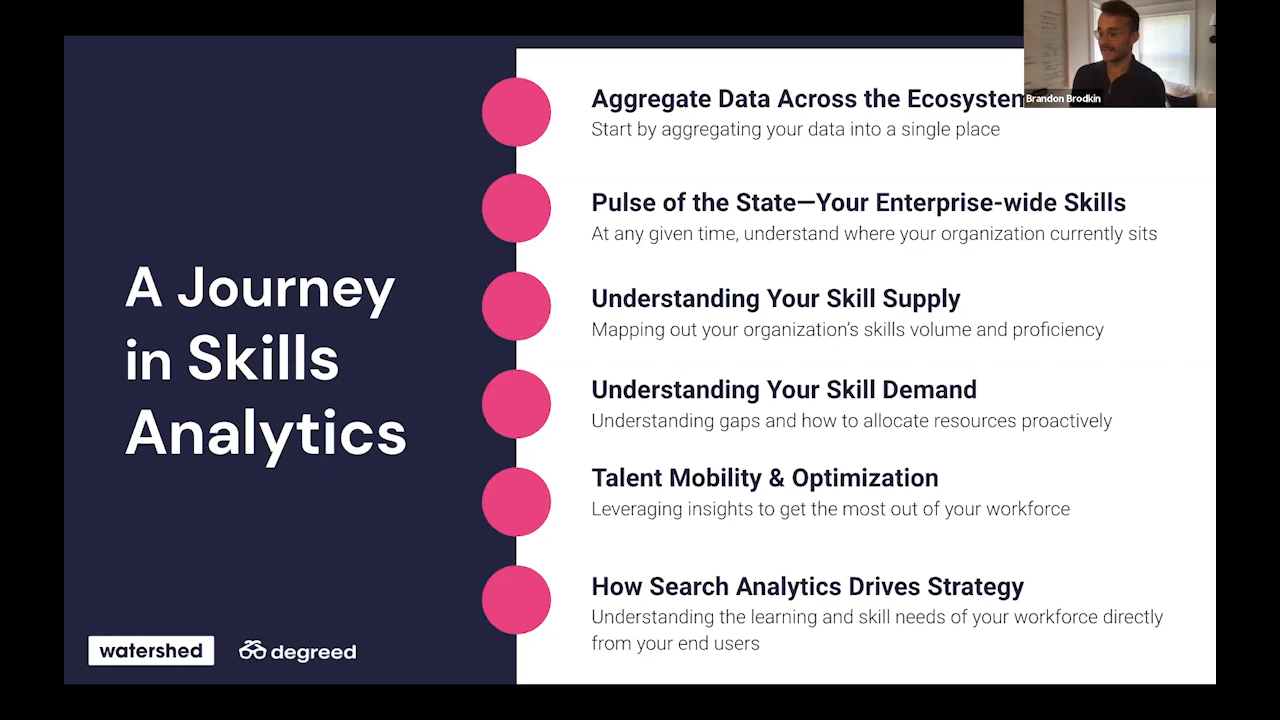 A Journey
in Skills
Analytics
watershed
degreed
Aggregate Data Across the Ecosystem
Start by aggregating your data into a single place
Pulse of the State—Your Enterprise-wide Skills
At any given time, understand where your organization currently sits
Understanding Your Skill Supply
Mapping out your organization's skills volume and proficiency
Understanding Your Skill Demand
Understanding gaps and how to allocate resources proactively
Talent Mobility & Optimization
Leveraging insights to get the most out of your workforce
How Search Analytics Drives Strategy
Understanding the learning and skill needs of your workforce directly
from your end users
Brandon Brodkin